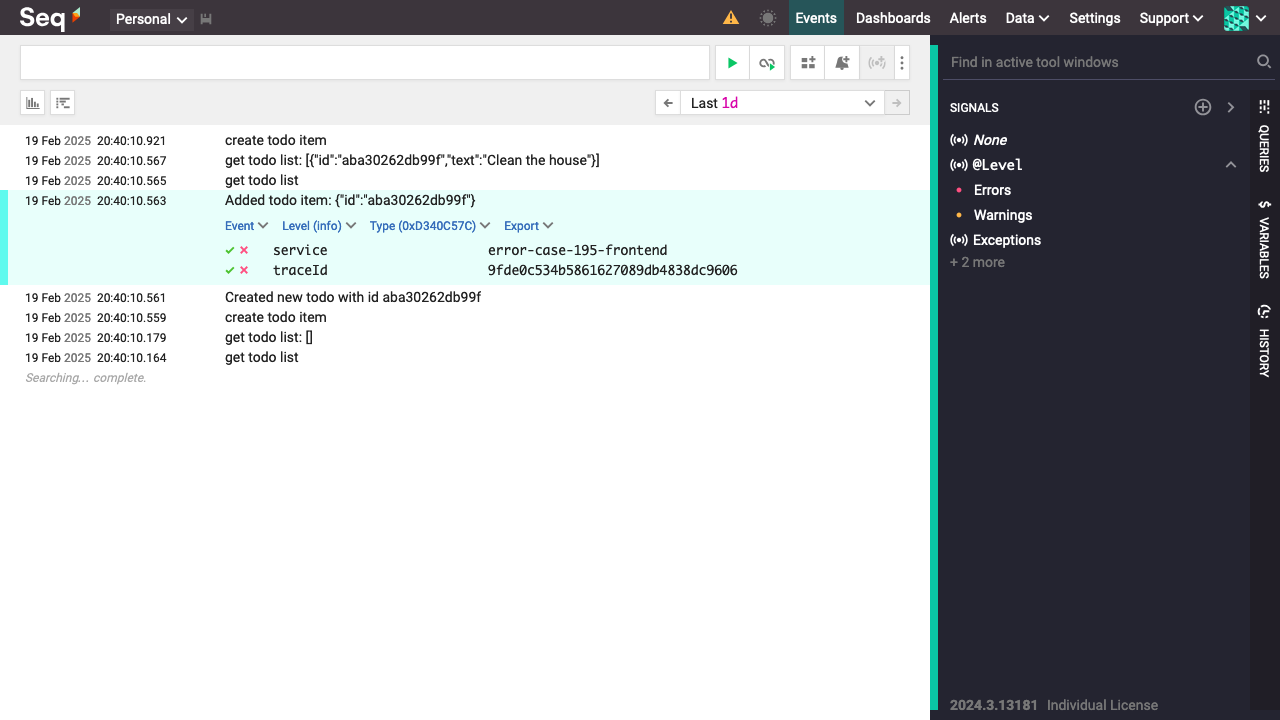 Seq
Personal
Events
Dashboards
Alerts
Data
Settings
Support
Find in active tool windows
Last 1d
SIGNALS
None
@Level
Errors
Warnings
Exceptions
+ 2 more
QUERIES
VARIABLES
HISTORY
19 Feb 2025 20:40:10.921 create todo item
19 Feb 2025 20:40:10.567 get todo list: [{"id":"aba30262db99f","text":"Clean the house"}]
19 Feb 2025 20:40:10.565 get todo list
19 Feb 2025 20:40:10.563 Added todo item: {"id":"aba30262db99f"}
Event Level (info) Type (0xD340C57C) Export
service error-case-195-frontend
traceId 9fde0c534b5861627089db4838dc9606
19 Feb 2025 20:40:10.561 Created new todo with id aba30262db99f
19 Feb 2025 20:40:10.559 create todo item
19 Feb 2025 20:40:10.179 get todo list: []
19 Feb 2025 20:40:10.164 get todo list
Searching... complete.
2024.3.13181 Individual License